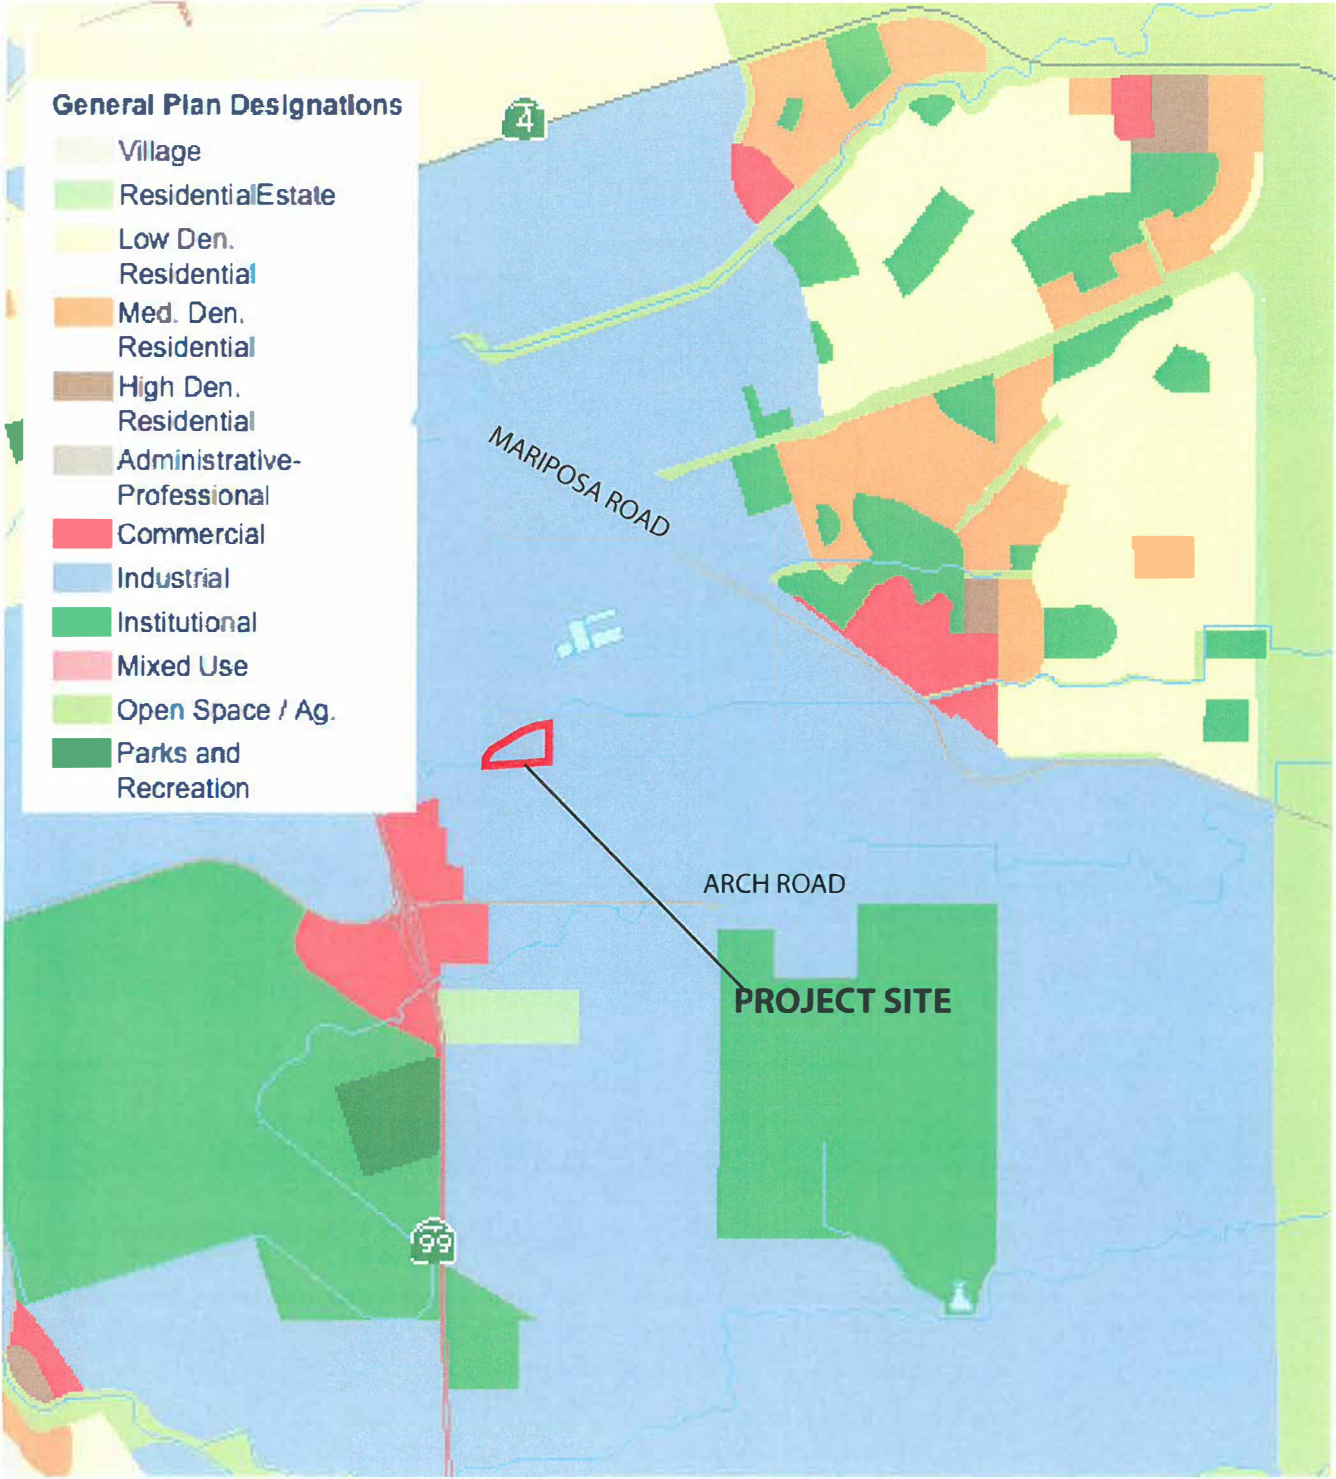 General Plan Designations
Village
ResidentialEstate
Low Den.
Residential
Med. Den.
Residential
High Den.
Residential
Administrative-
Professional
Commercial
Industrial
Institutional
Mixed Use
Open Space / Ag.
Parks and
Recreation
4
MARIPOSA ROAD
ARCH ROAD
PROJECT SITE
99